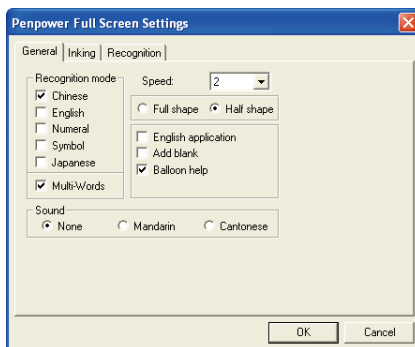 Penpower Full Screen Settings
General Inking Recognition
Recognition mode
Chinese
English
Numeral
Symbol
Japanese
Multi-Words
Speed: 2
Full shape Half shape
English application
Add blank
Balloon help
Sound
None Mandarin Cantonese
OK Cancel